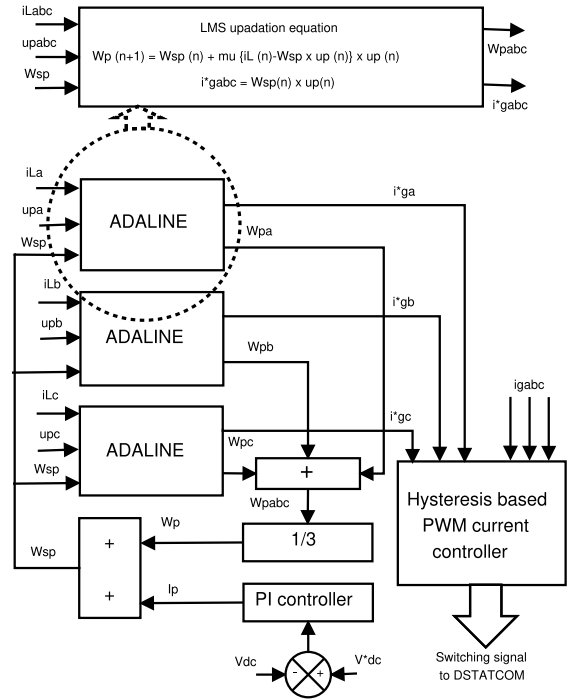 iLabc
LMS upadation equation
upabc
Wp (n+1) = Wsp (n) + mu {iL (n)-Wsp x up (n)} x up (n)
Wpabc
Wsp
i*gabc = Wsp(n) x up(n)
i*gabc
iLa
i*ga
upa
ADALINE
Wpa
Wsp
iLb
i*gb
upb
ADALINE
Wpb
igabc
iLc
i*gc
upc
ADALINE
Wpc
Wsp
+
Wpabc
Hysteresis based
PWM current
controller
Wp
1/3
+
Wsp
+
Ip
PI controller
Vdc
- +
V*dc
Switching signal
to DSTATCOM